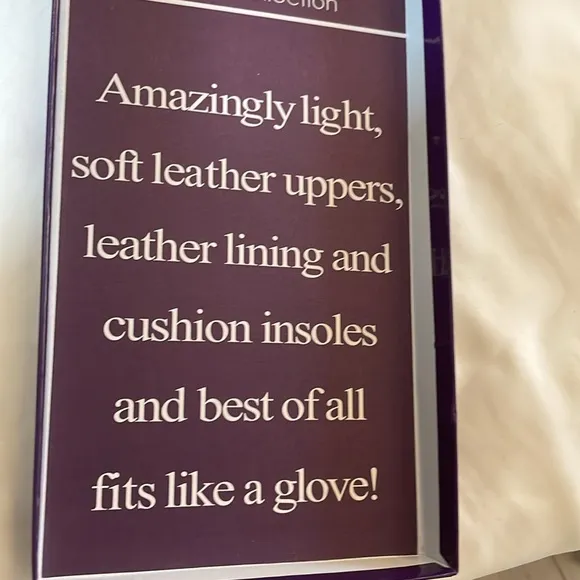 Amazingly light,
soft leather uppers,
leather lining and
cushion insoles
and best of all
fits like a glove!